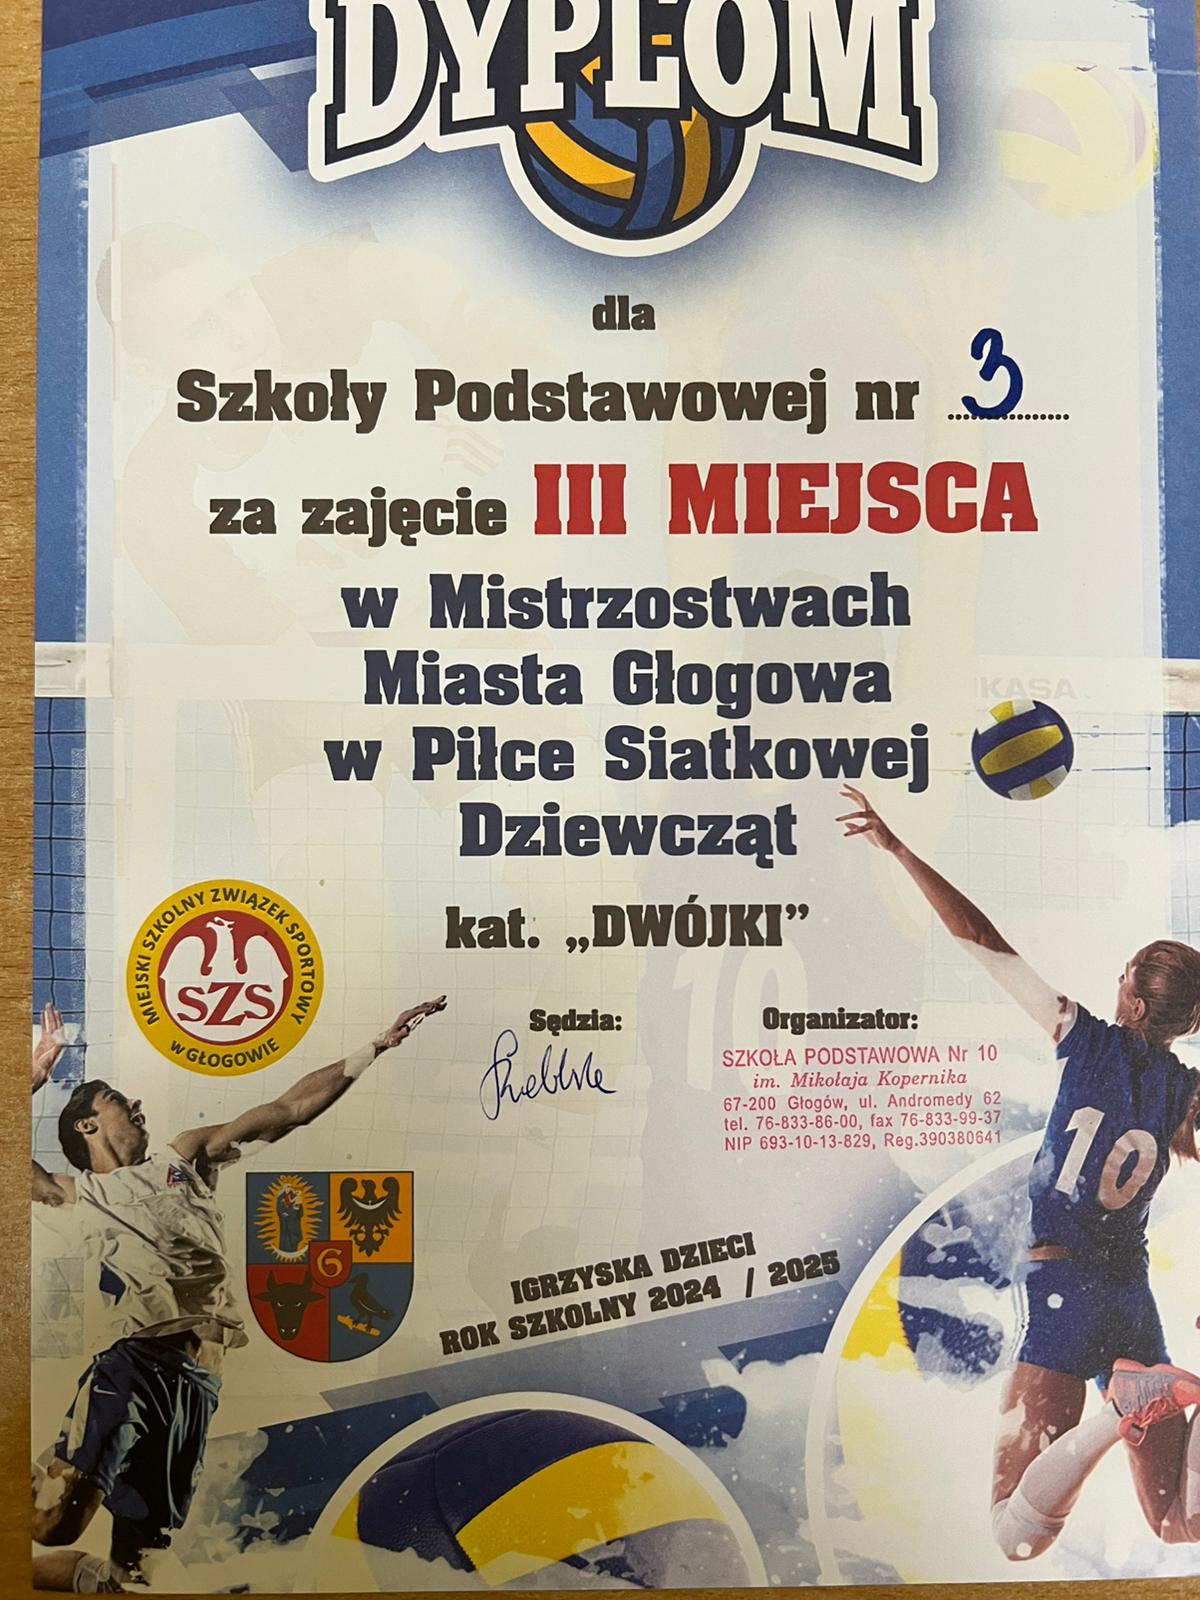 DYPLOM
dla
Szkoły Podstawowej nr 3
za zajęcie III MIEJSCA
w Mistrzostwach
Miasta Głogowa
w Piłce Siatkowej
Dziewcząt
kat. „DWÓJKI”
MIEJSKI SZKOLNY ZWIĄZEK SPORTOWY
SZS
w GŁOGOWIE
Sędzia:
Organizator:
SZKOŁA PODSTAWOWA Nr 10
im. Mikołaja Kopernika
67-200 Głogów, ul. Andromedy 62
tel. 76-833-86-00, fax 76-833-99-37
NIP 693-10-13-829, Reg.390380641
IGRZYSKA DZIECI
ROK SZKOLNY 2024 / 2025
G
10
10
IKASA